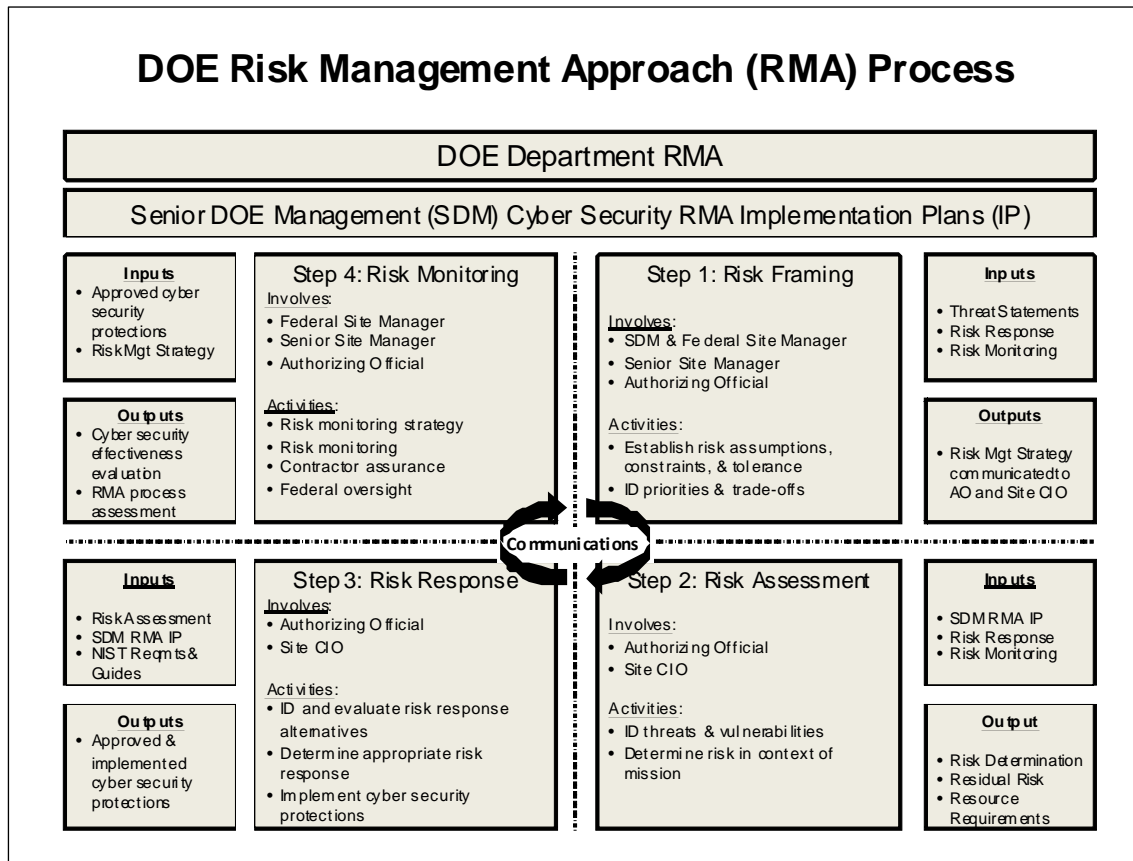 DOE Risk Management Approach (RMA) Process
DOE Department RMA
Senior DOE Management (SDM) Cyber Security RMA Implementation Plans (IP)
Inputs
• Approved cyber
security
protections
• Risk Mgt Strategy
Outputs
• Cyber security
effectiveness
evaluation
• RMA process
assessment
Step 4: Risk Monitoring
Involves:
• Federal Site Manager
• Senior Site Manager
• Authorizing Official
Activities:
• Risk monitoring strategy
• Risk monitoring
• Contractor assurance
• Federal oversight
Step 1: Risk Framing
Involves:
• SDM & Federal Site Manager
• Senior Site Manager
• Authorizing Official
Activities:
• Establish risk assumptions,
constraints, & tolerance
• ID priorities & trade-offs
Inputs
• Threat Statements
• Risk Response
• Risk Monitoring
Outputs
• Risk Mgt Strategy
communicated to
AO and Site CIO
Communications
Inputs
• Risk Assessment
• SDM RMA IP
• NIST Reqmts &
Guides
Outputs
• Approved &
implemented
cyber security
protections
Step 3: Risk Response
Involves:
• Authorizing Official
• Site CIO
Activities:
• ID and evaluate risk response
alternatives
• Determine appropriate risk
response
• Implement cyber security
protections
Step 2: Risk Assessment
Involves:
• Authorizing Official
• Site CIO
Activities:
• ID threats & vulnerabilities
• Determine risk in context of
mission
Inputs
• SDM RMA IP
• Risk Response
• Risk Monitoring
Output
• Risk Determination
• Residual Risk
• Resource
Requirements